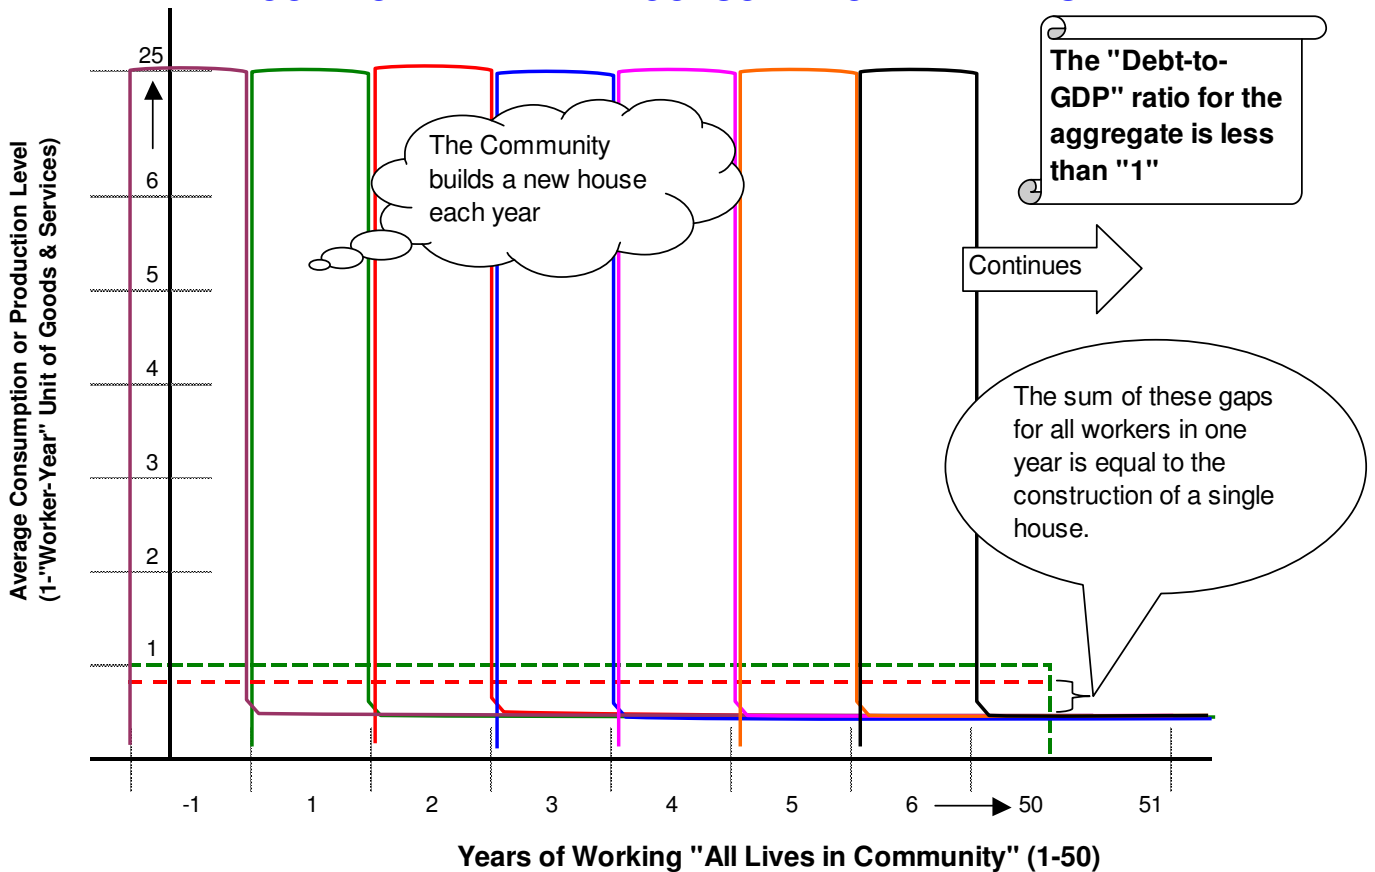 25
6
5
4
3
2
1
Average Consumption or Production Level
(1-"Worker-Year" Unit of Goods & Services)
The Community
builds a new house
each year
The "Debt-to-
GDP" ratio for the
aggregate is less
than "1"
Continues
The sum of these gaps
for all workers in one
year is equal to the
construction of a single
house.
-1 1 2 3 4 5 6 50 51
Years of Working "All Lives in Community" (1-50)